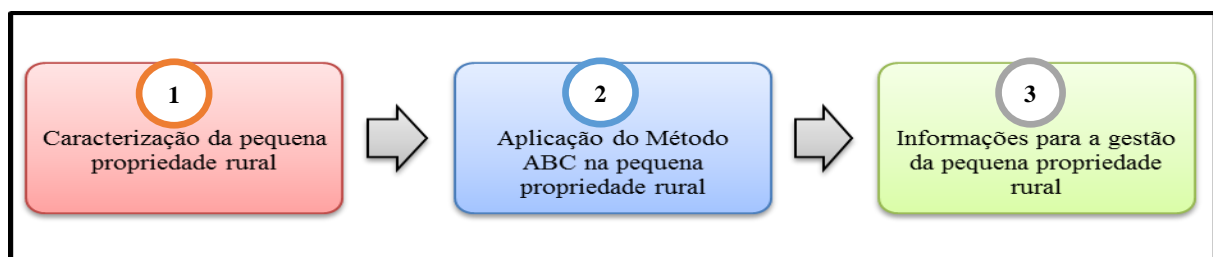 1
Caracterização da pequena
propriedade rural
2
Aplicação do Método
ABC na pequena
propriedade rural
3
Informações para a gestão
da pequena propriedade
rural